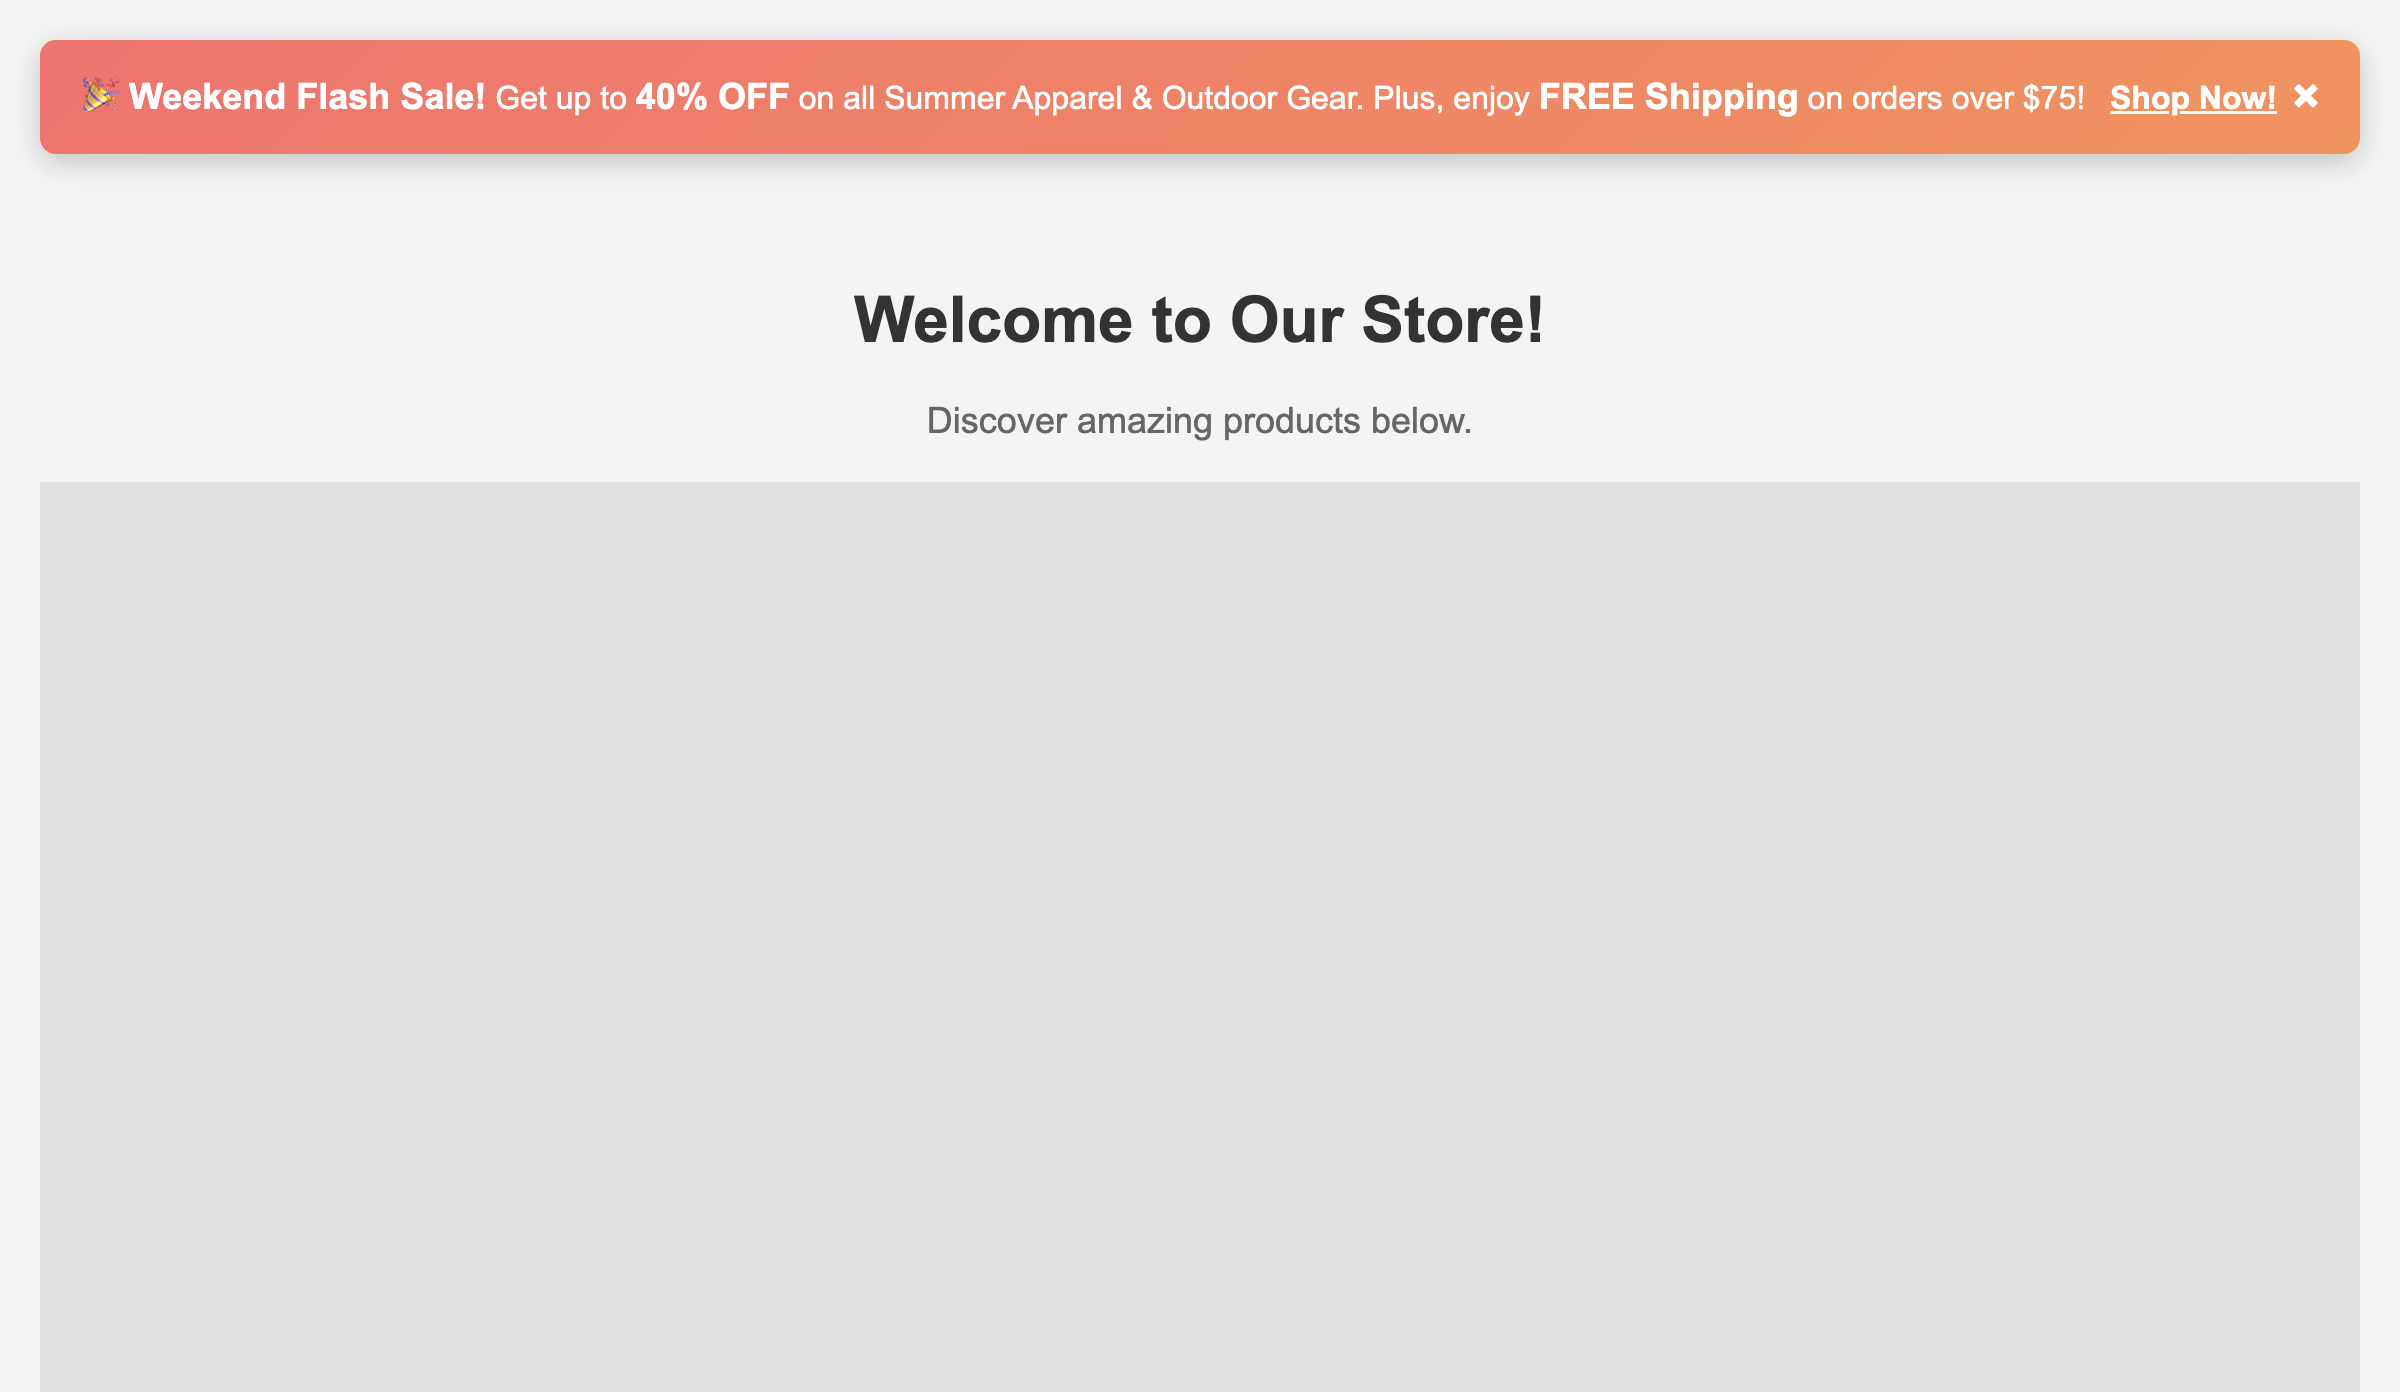 🎉 Weekend Flash Sale! Get up to 40% OFF on all Summer Apparel & Outdoor Gear. Plus, enjoy FREE Shipping on orders over $75! Shop Now! ✖
Welcome to Our Store!
Discover amazing products below.